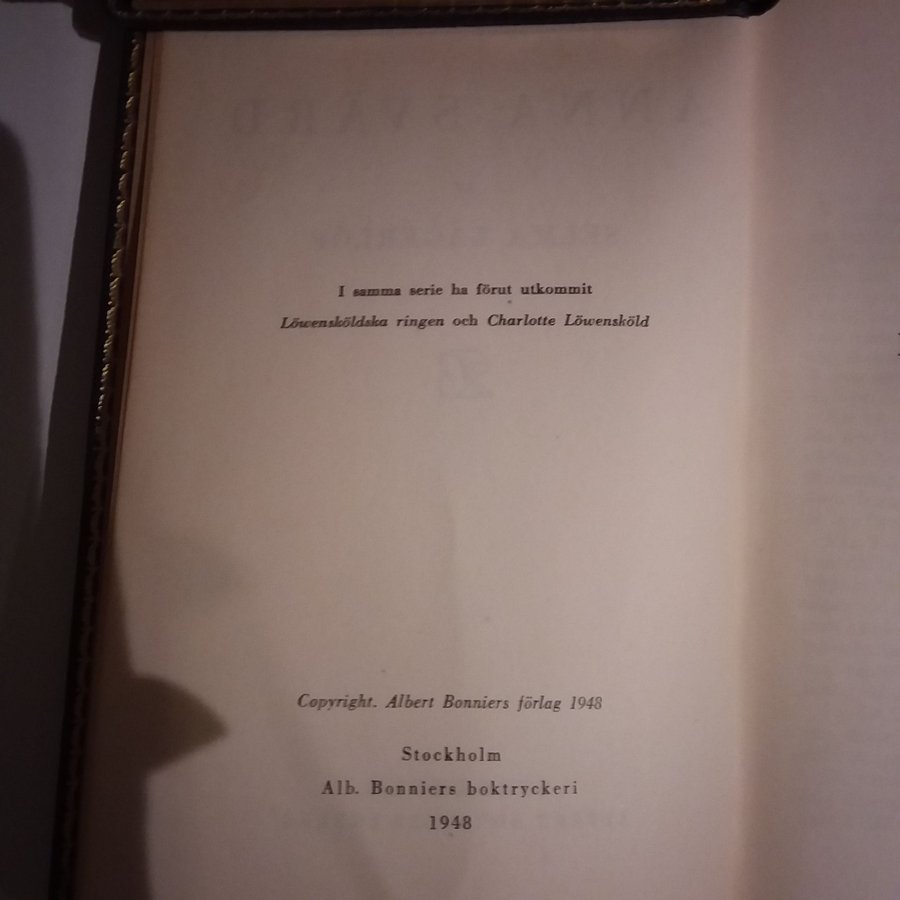 I samma serie ha förut utkommit
Löwensköldska ringen och Charlotte Löwensköld
Copyright. Albert Bonniers förlag 1948
Stockholm
Alb. Bonniers boktryckeri
1948